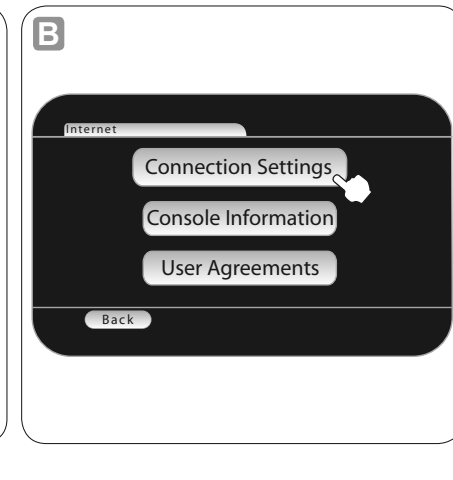 B
Internet
Connection Settings
Console Information
User Agreements
Back